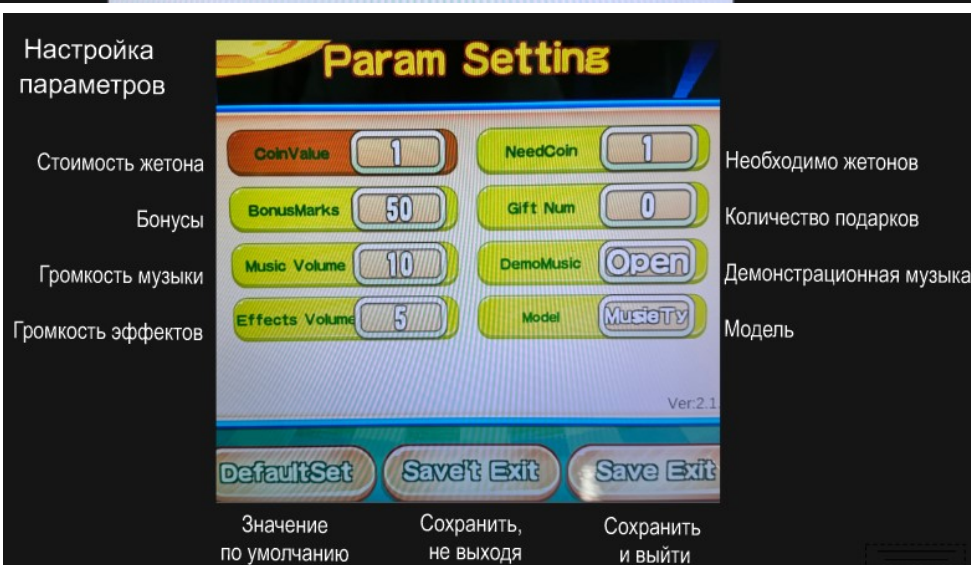 Настройка
параметров
Param Setting
Стоимость жетона
CoinValue 1
NeedCoin 1
Необходимо жетонов
Бонусы
BonusMarks 50
Gift Num 0
Количество подарков
Громкость музыки
Music Volume 10
DemoMusic Open
Демонстрационная музыка
Громкость эффектов
Effects Volume 5
Model MusicTy
Модель
Ver:2.1
DefaultSet
Save't Exit
Save Exit
Значение
по умолчанию
Сохранить,
не выходя
Сохранить
и выйти